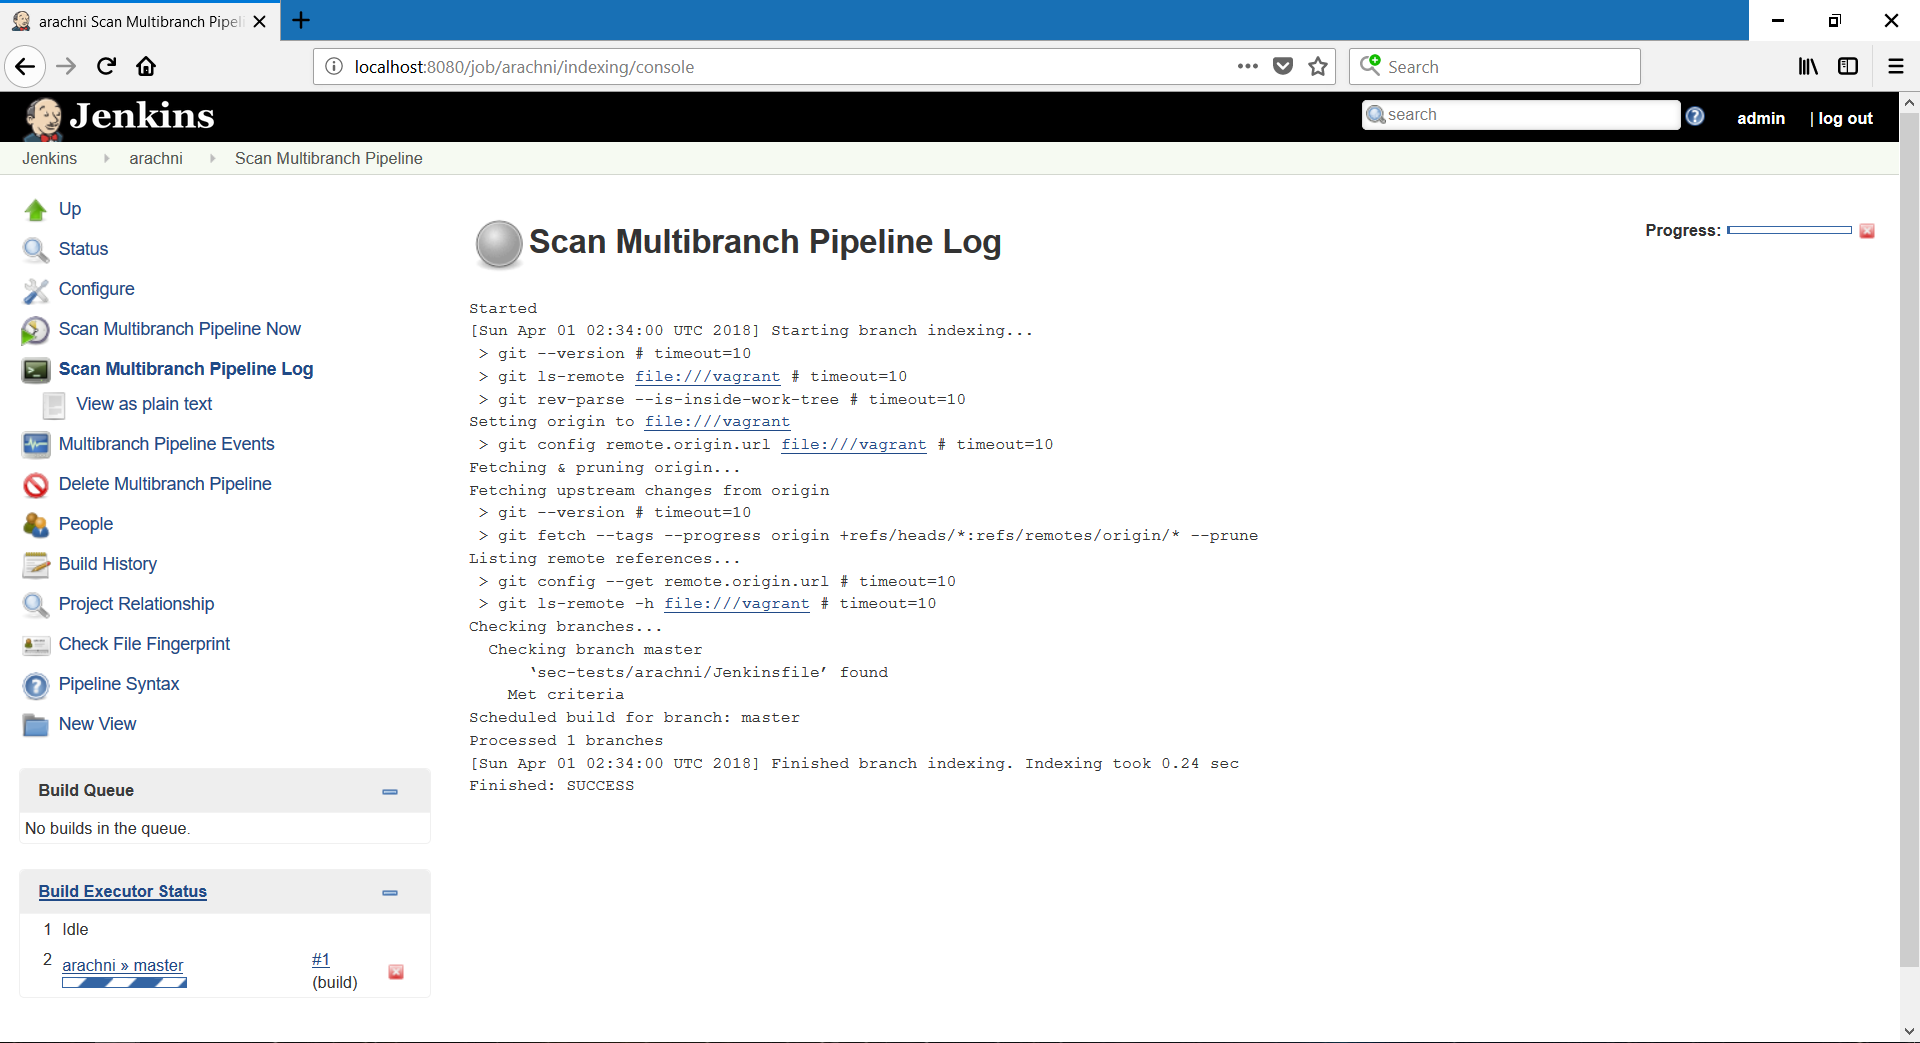 arachni Scan Multibranch Pipeli
localhost:8080/job/arachni/indexing/console
Search
Jenkins
search
admin
| log out
Jenkins
arachni
Scan Multibranch Pipeline
Up
Status
Configure
Scan Multibranch Pipeline Now
Scan Multibranch Pipeline Log
View as plain text
Multibranch Pipeline Events
Delete Multibranch Pipeline
People
Build History
Project Relationship
Check File Fingerprint
Pipeline Syntax
New View
Build Queue
No builds in the queue.
Build Executor Status
1 Idle
2 arachni » master #1
(build)
Scan Multibranch Pipeline Log
Progress:
Started
[Sun Apr 01 02:34:00 UTC 2018] Starting branch indexing...
> git --version # timeout=10
> git ls-remote file:///vagrant # timeout=10
> git rev-parse --is-inside-work-tree # timeout=10
Setting origin to file:///vagrant
> git config remote.origin.url file:///vagrant # timeout=10
Fetching & pruning origin...
Fetching upstream changes from origin
> git --version # timeout=10
> git fetch --tags --progress origin +refs/heads/*:refs/remotes/origin/* --prune
Listing remote references...
> git config --get remote.origin.url # timeout=10
> git ls-remote -h file:///vagrant # timeout=10
Checking branches...
Checking branch master
‘sec-tests/arachni/Jenkinsfile’ found
Met criteria
Scheduled build for branch: master
Processed 1 branches
[Sun Apr 01 02:34:00 UTC 2018] Finished branch indexing. Indexing took 0.24 sec
Finished: SUCCESS